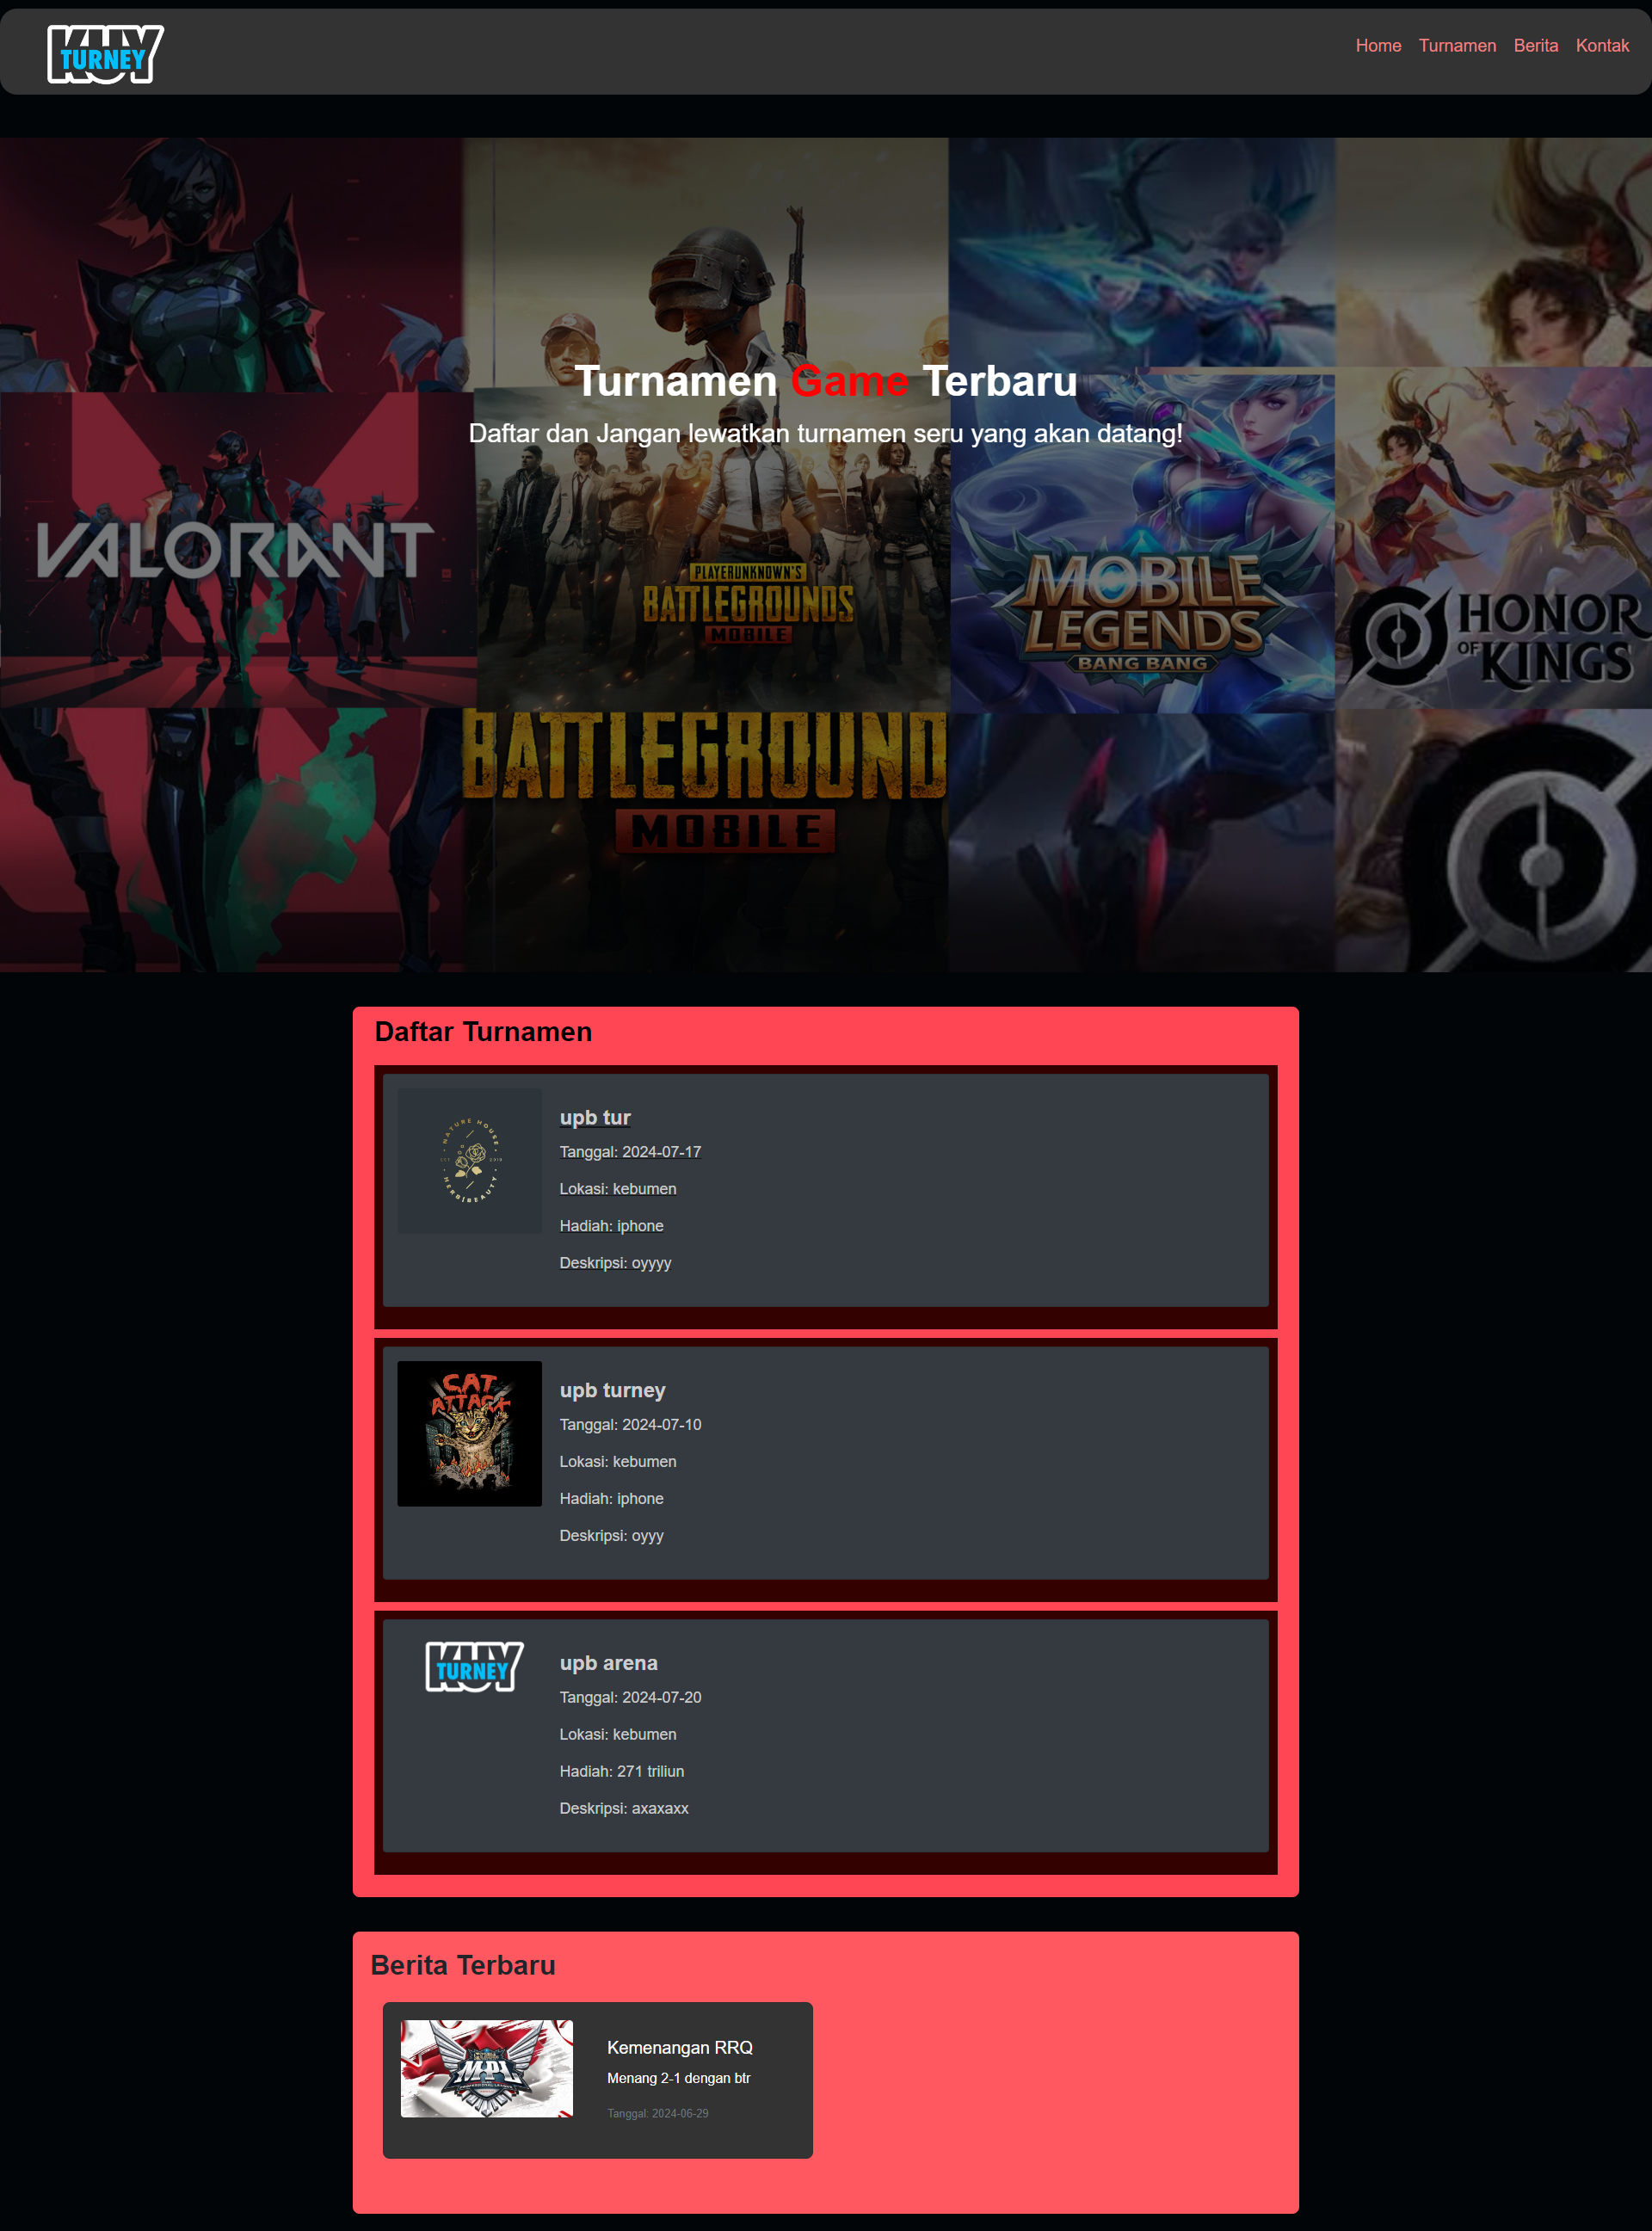 KUY
TURNEY
Home Turnamen Berita Kontak
Turnamen Game Terbaru
Daftar dan Jangan lewatkan turnamen seru yang akan datang!
VALORANT
PLAYERUNKNOWN'S
BATTLEGROUNDS
MOBILE
MOBILE
LEGENDS
BANG BANG
HONOR
OF KINGS
BATTLEGROUND
MOBILE
Daftar Turnamen
NATURE HOUSE
HERBIBEAUTY
upb tur
Tanggal: 2024-07-17
Lokasi: kebumen
Hadiah: iphone
Deskripsi: oyyyy
CAT
ATTACK
upb turney
Tanggal: 2024-07-10
Lokasi: kebumen
Hadiah: iphone
Deskripsi: oyyy
KUY
TURNEY
upb arena
Tanggal: 2024-07-20
Lokasi: kebumen
Hadiah: 271 triliun
Deskripsi: axaxaxx
Berita Terbaru
MPL
Kemenangan RRQ
Menang 2-1 dengan btr
Tanggal: 2024-06-29